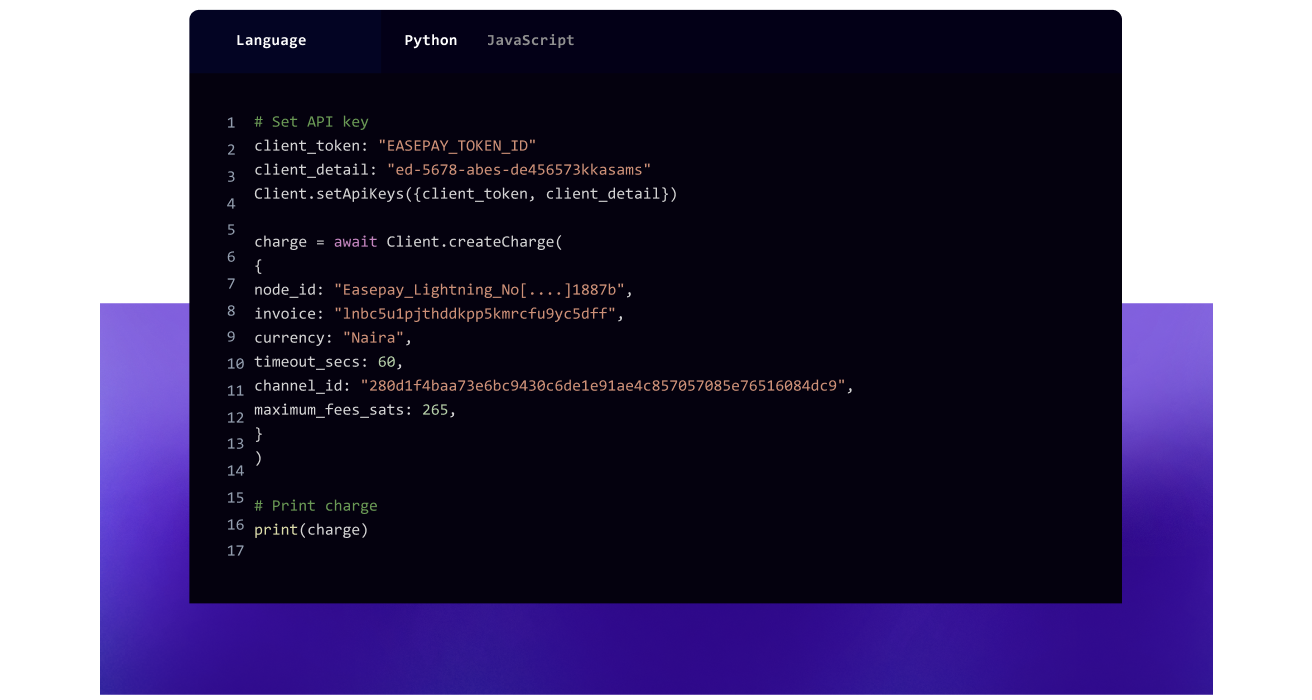 Language Python JavaScript
1 # Set API key
2 client_token: "EASEPAY_TOKEN_ID"
3 client_detail: "ed-5678-abes-de456573kkasams"
4 Client.setApiKeys({client_token, client_detail})
5
6 charge = await Client.createCharge(
7 {
8 node_id: "Easepay_Lightning_No[....]1887b",
9 invoice: "lnbc5u1pjthddkpp5kmrcfu9yc5dff",
10 currency: "Naira",
11 timeout_secs: 60,
12 channel_id: "280d1f4baa73e6bc9430c6de1e91ae4c857057085e76516084dc9",
13 maximum_fees_sats: 265,
14 }
15 )
16
17 # Print charge
print(charge)